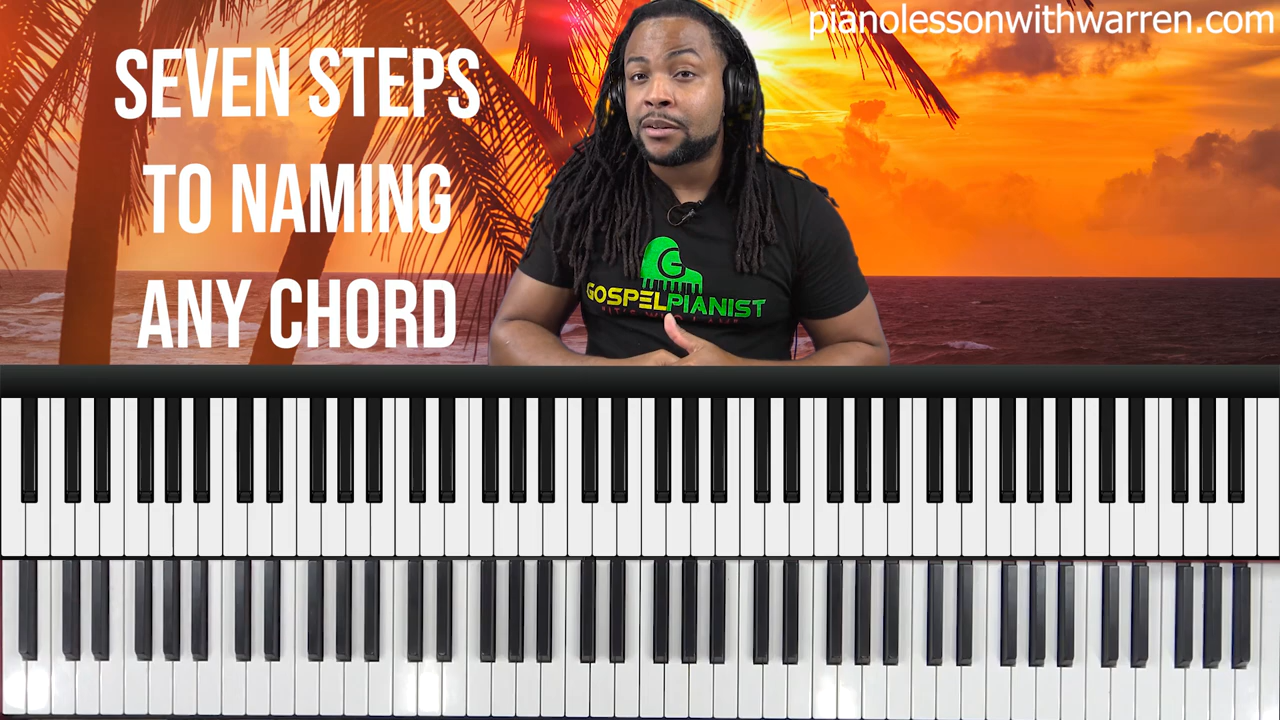 pianolessonwithwarren.com
SEVEN STEPS
TO NAMING
ANY CHORD
G
GOSPELPIANIST